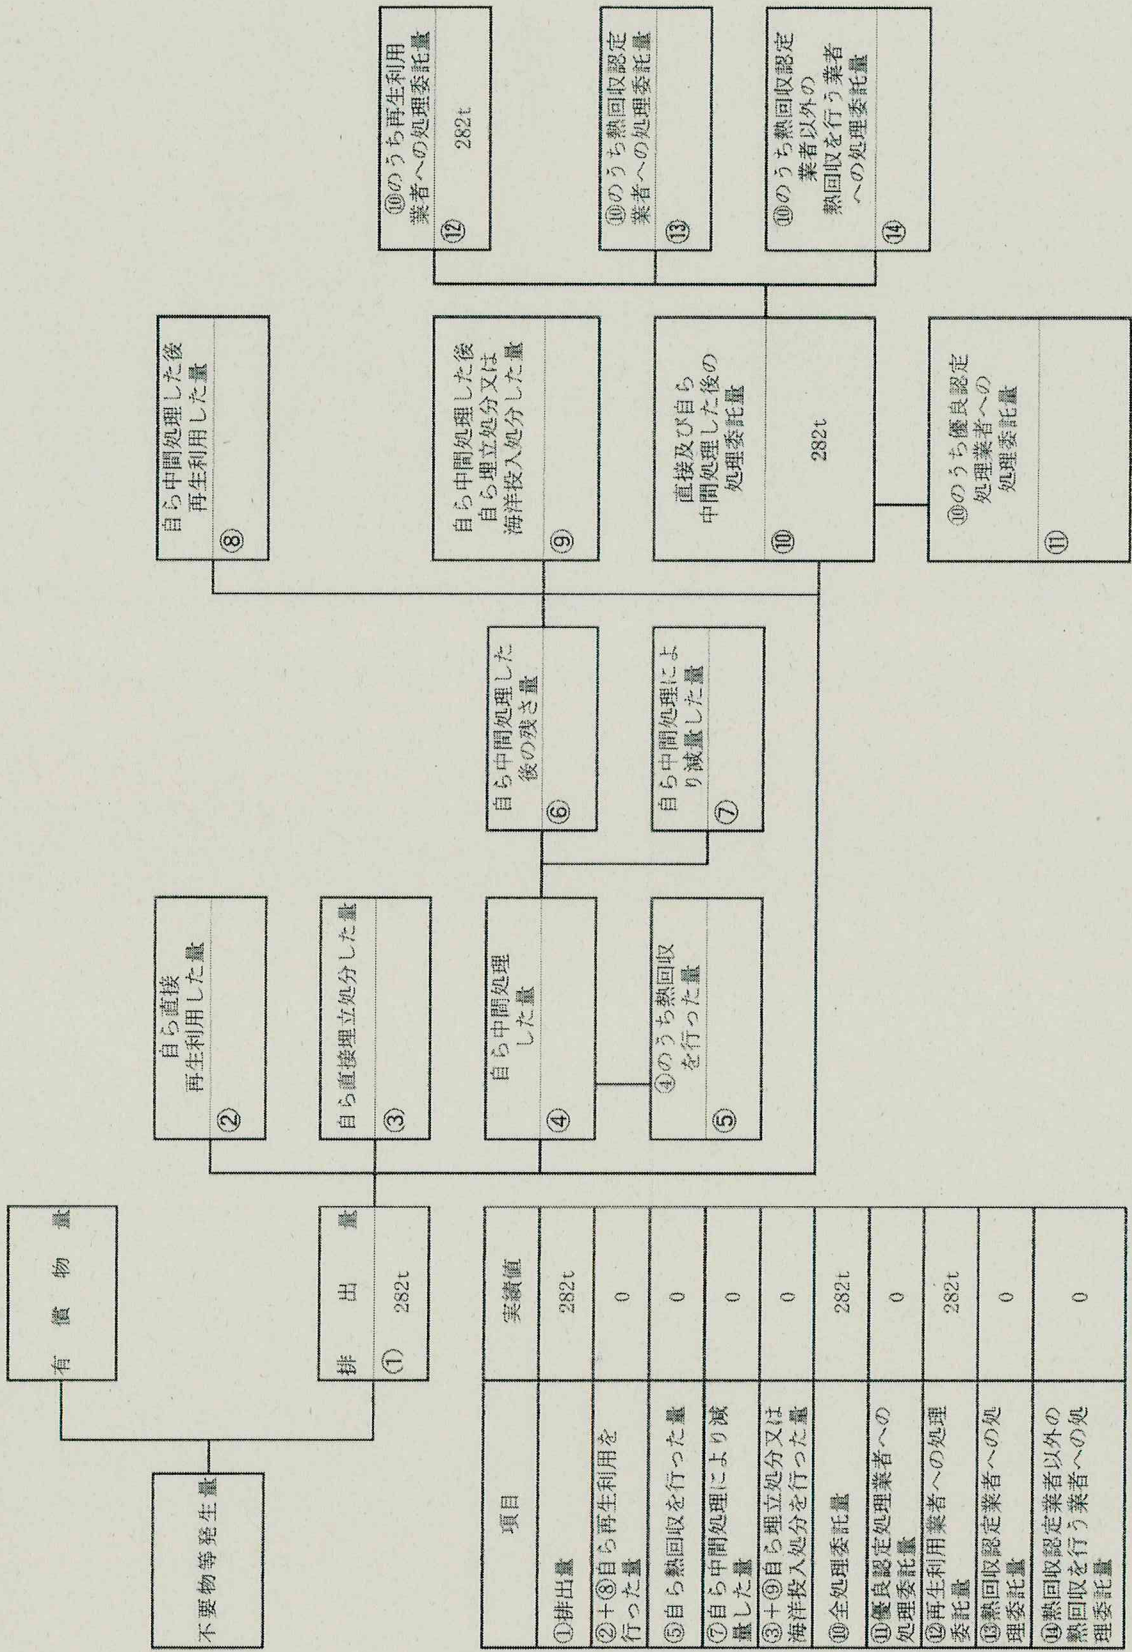 不要物等発生量
有償物量
排出量
①
282t
自ら直接
再生利用した量
②
自ら直接埋立処分した量
③
自ら中間処理
した量
④
④のうち熱回収
を行った量
⑤
自ら中間処理した
後の残さ量
⑥
自ら中間処理によ
り減量した量
⑦
自ら中間処理した後
再生利用した量
⑧
自ら中間処理した後
自ら埋立処分又は
海洋投入処分した量
⑨
直接及び自ら
中間処理した後の
処理委託量
⑩
282t
⑩のうち優良認定
処理業者への
処理委託量
⑪
⑩のうち再生利用
業者への処理委託量
⑫
282t
⑩のうち熱回収認定
業者への処理委託量
⑬
⑩のうち熱回収認定
業者以外の
熱回収を行う業者
への処理委託量
⑭
項目 実績値
①排出量 282t
②+⑧自ら再生利用を
行った量 0
⑤自ら熱回収を行った量 0
⑦自ら中間処理により減
量した量 0
③+⑨自ら埋立処分又は
海洋投入処分を行った量 0
⑩全処理委託量 282t
⑪優良認定処理業者への
処理委託量 0
⑫再生利用業者への処理
委託量 282t
⑬熱回収認定業者への処
理委託量 0
⑭熱回収認定業者以外の
熱回収を行う業者への処
理委託量 0